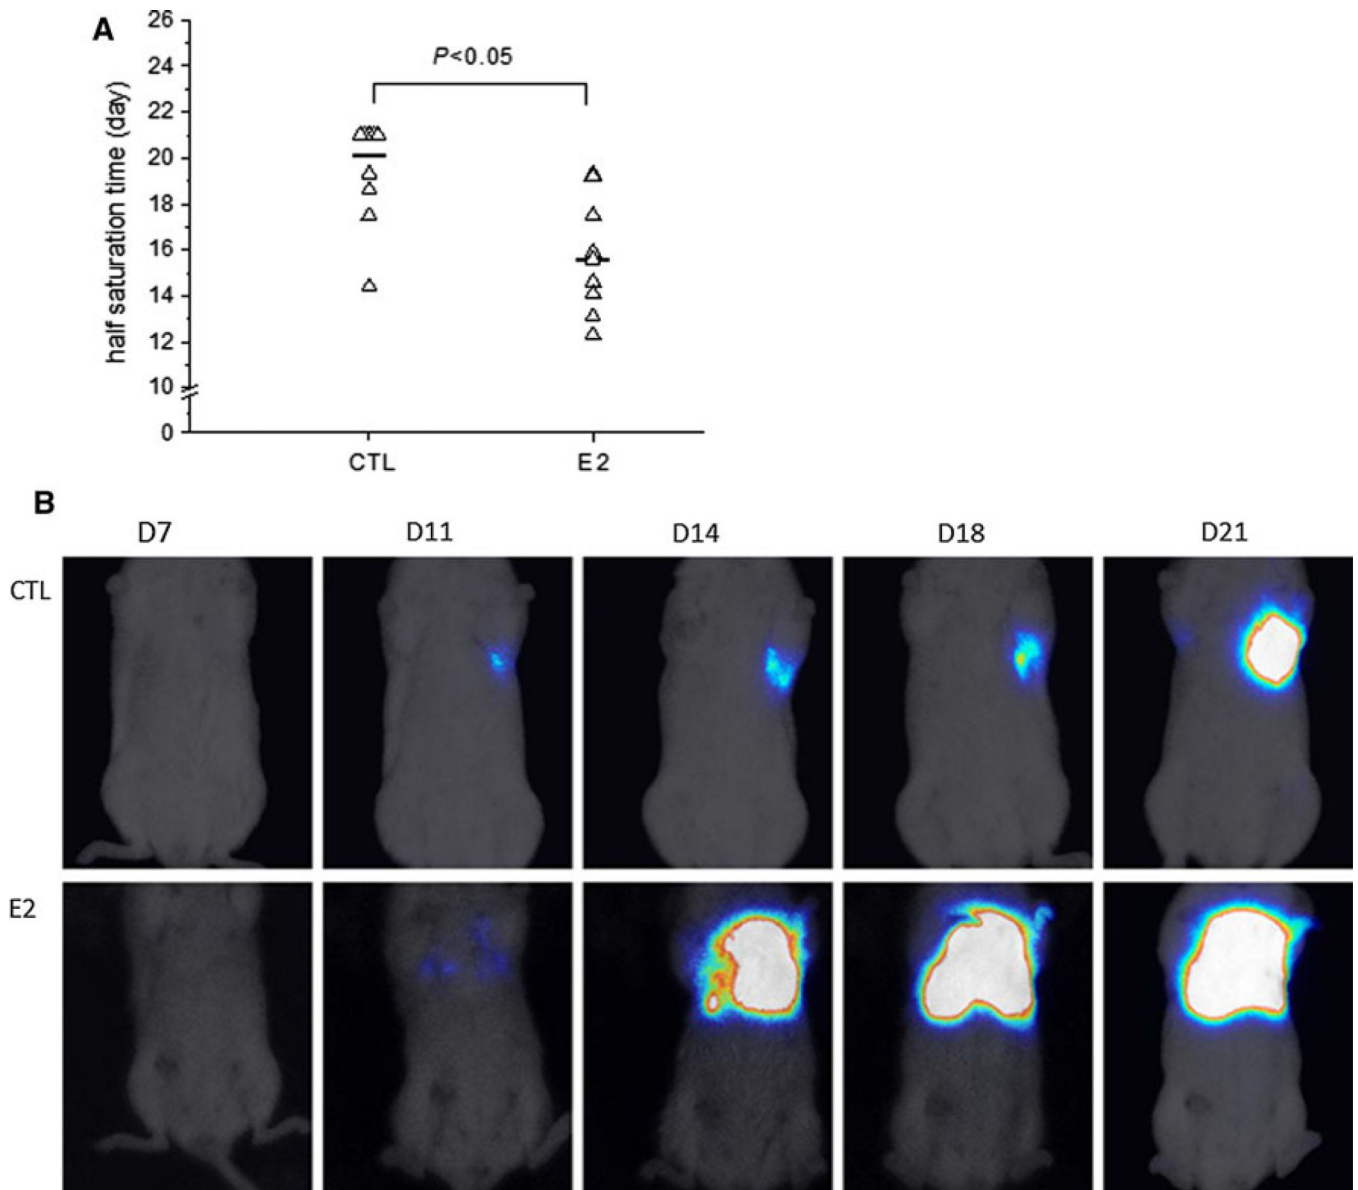 A
26
24
22
20
18
16
14
12
10
0
half saturation time (day)
P<0.05
CTL
E2
B
D7
D11
D14
D18
D21
CTL
E2